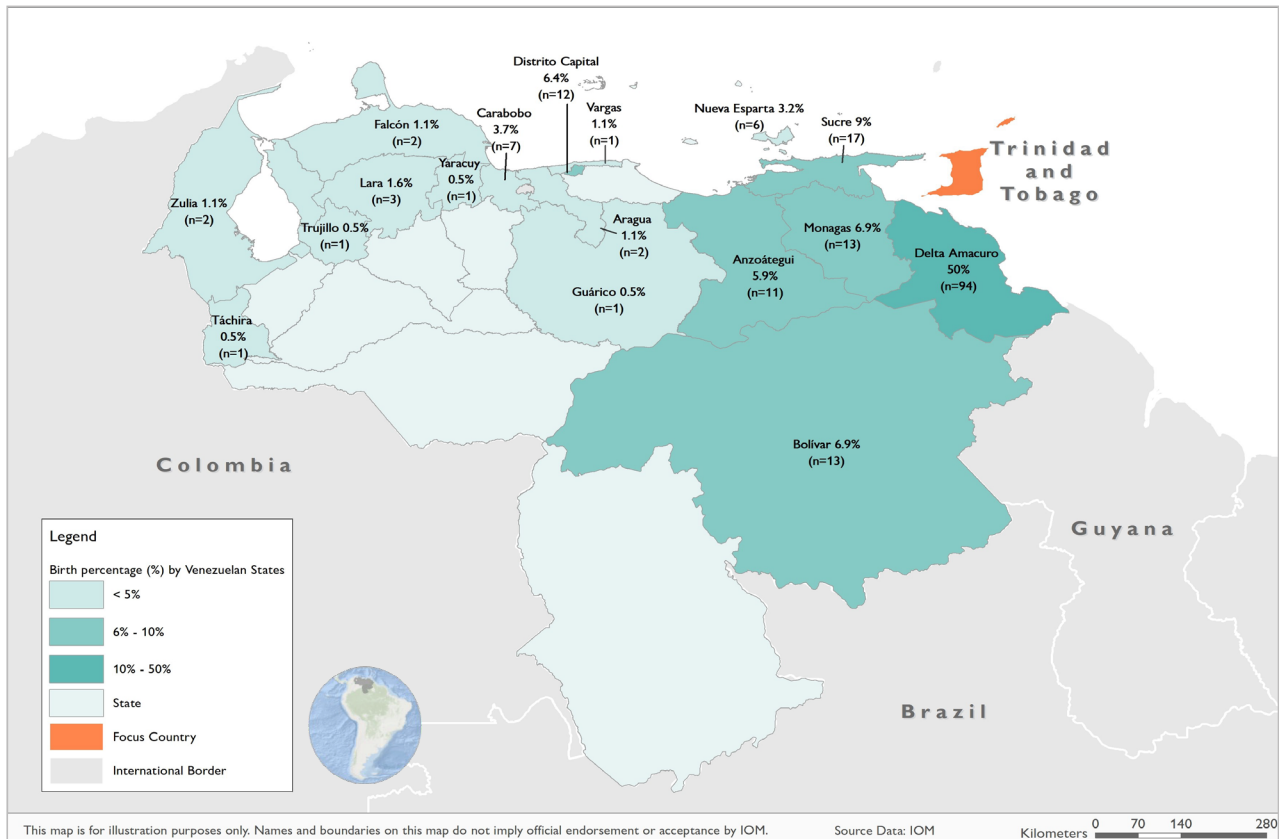 Distrito Capital
6.4%
(n=12)
Carabobo
3.7%
(n=7)
Vargas
1.1%
(n=1)
Nueva Esparta 3.2%
(n=6)
Sucre 9%
(n=17)
Falcón 1.1%
(n=2)
Trinidad
and
Tobago
Yaracuy
0.5%
(n=1)
Lara 1.6%
(n=3)
Zulia 1.1%
(n=2)
Trujillo 0.5%
(n=1)
Aragua
1.1%
(n=2)
Monagas 6.9%
(n=13)
Anzoátegui
5.9%
(n=11)
Delta Amacuro
50%
(n=94)
Guárico 0.5%
(n=1)
Táchira
0.5%
(n=1)
Bolívar 6.9%
(n=13)
Colombia
Guyana
Brazil
Legend
Birth percentage (%) by Venezuelan States
< 5%
6% - 10%
10% - 50%
State
Focus Country
International Border
This map is for illustration purposes only. Names and boundaries on this map do not imply official endorsement or acceptance by IOM.
Source Data: IOM
Kilometers
0 70 140 280